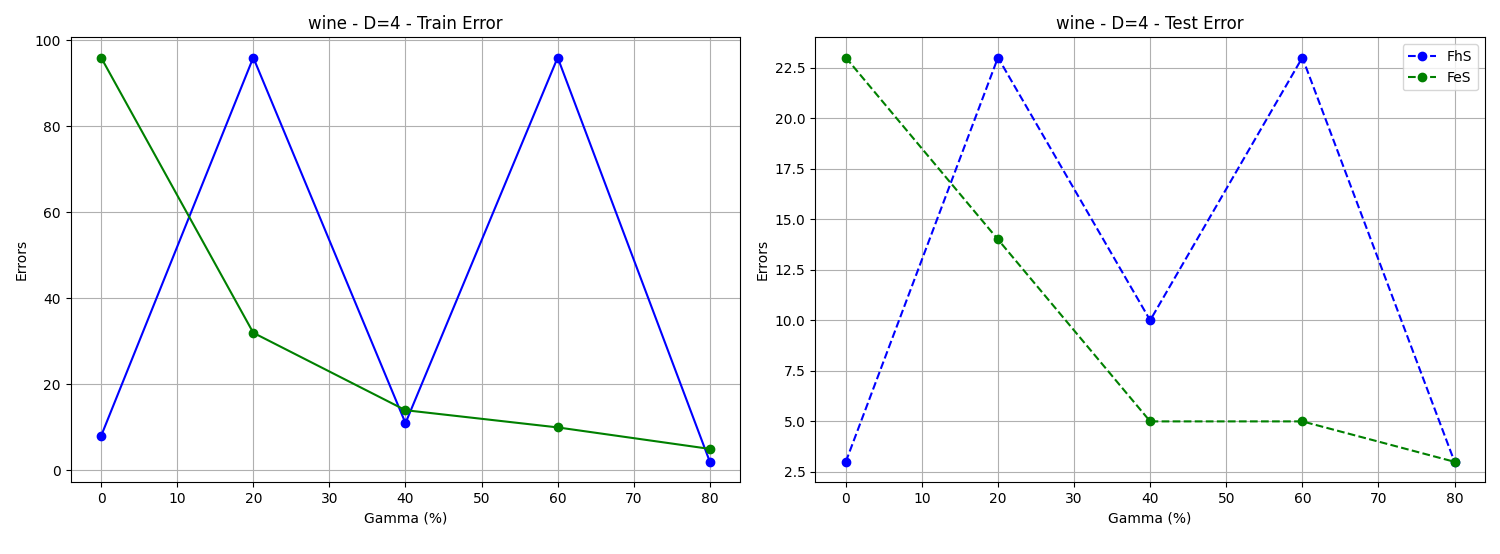 wine - D=4 - Train Error
100
80
60
40
20
0
Errors
0 10 20 30 40 50 60 70 80
Gamma (%)
wine - D=4 - Test Error
FhS
FeS
22.5
20.0
17.5
15.0
12.5
10.0
7.5
5.0
2.5
Errors
0 10 20 30 40 50 60 70 80
Gamma (%)